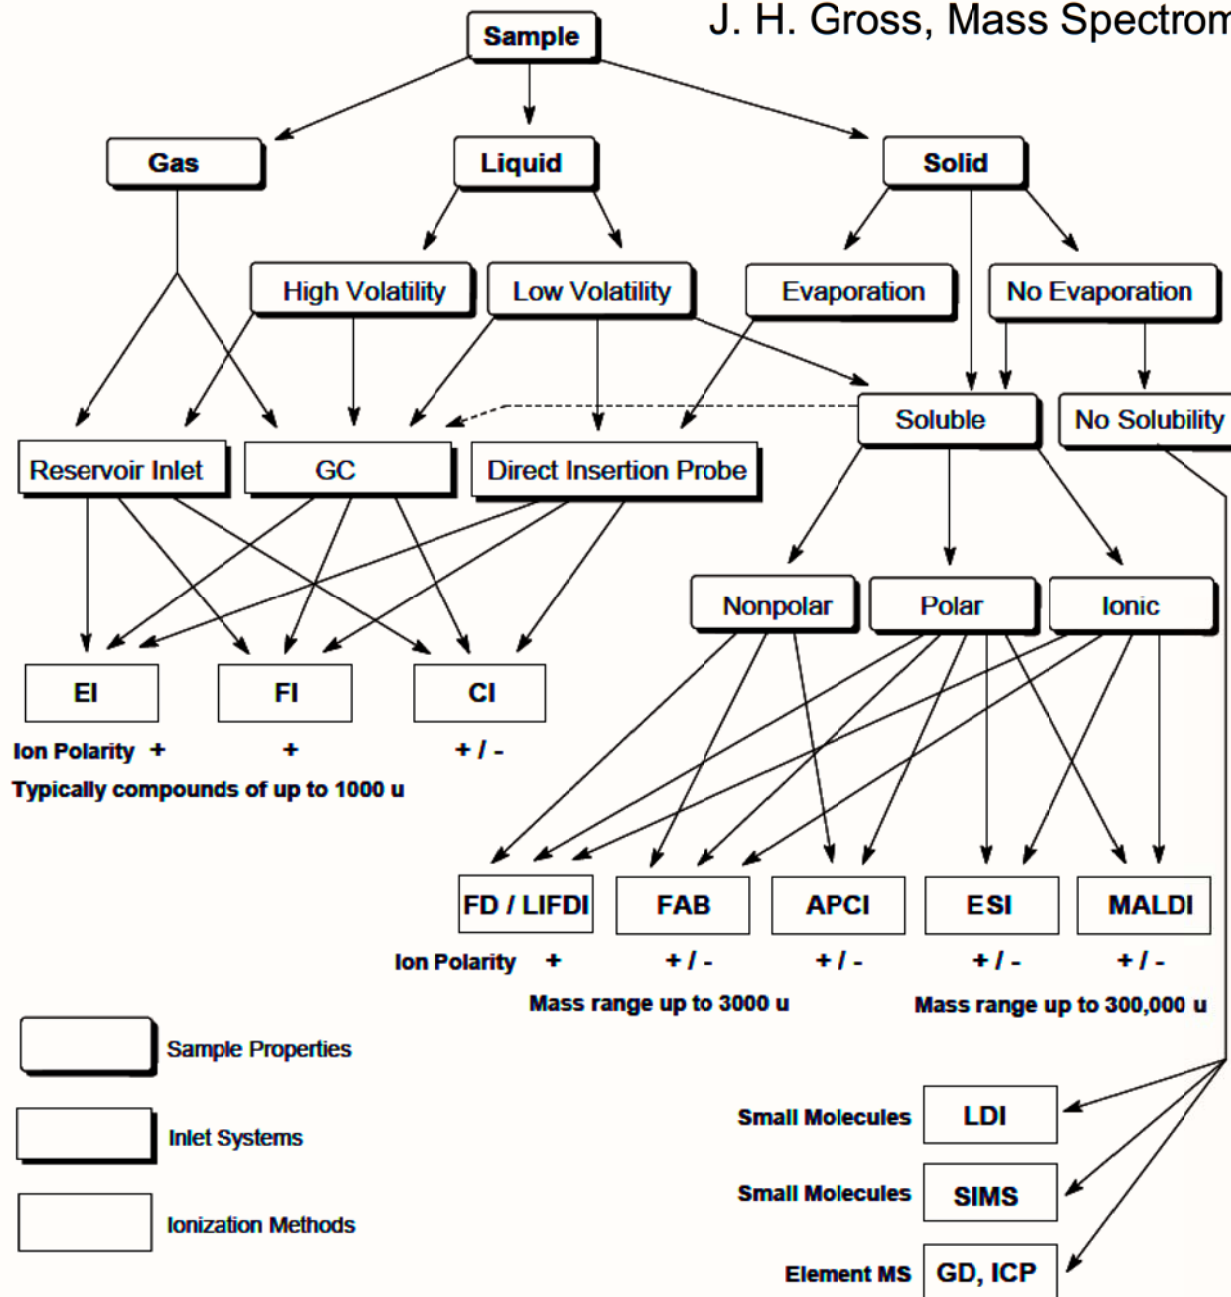 J. H. Gross, Mass Spectrom
Sample
Gas
Liquid
Solid
High Volatility
Low Volatility
Evaporation
No Evaporation
Soluble
No Solubility
Reservoir Inlet
GC
Direct Insertion Probe
Nonpolar
Polar
Ionic
EI
FI
CI
Ion Polarity +
+
+ / -
Typically compounds of up to 1000 u
FD / LIFDI
FAB
APCI
ESI
MALDI
Ion Polarity +
+ / -
+ / -
+ / -
+ / -
Mass range up to 3000 u
Mass range up to 300,000 u
Sample Properties
Inlet Systems
Ionization Methods
Small Molecules
LDI
Small Molecules
SIMS
Element MS
GD, ICP